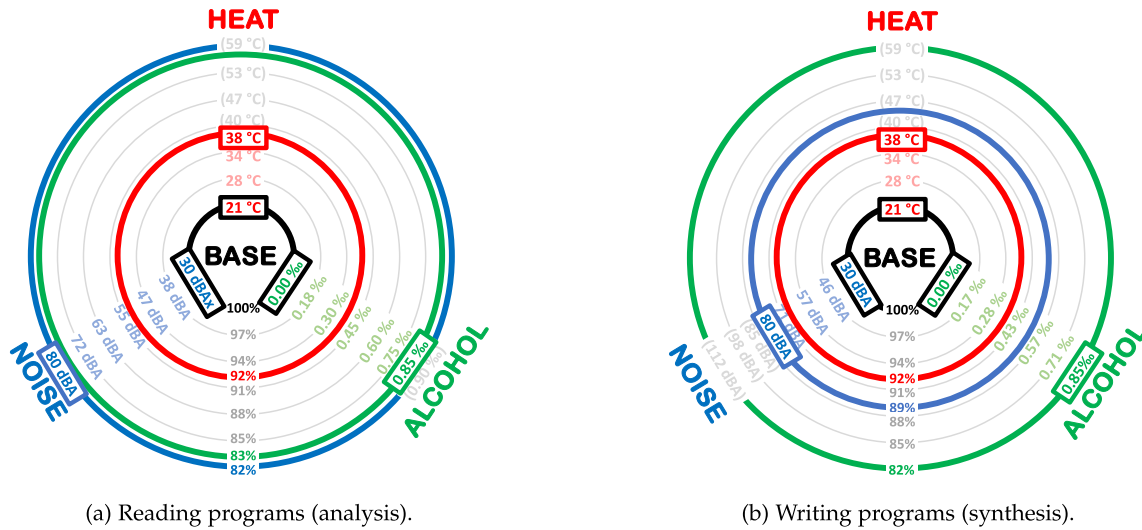 HEAT
(59 °C)
(53 °C)
(47 °C)
(40 °C)
38 °C
34 °C
28 °C
21 °C
BASE
30 dBAx
38 dBA
47 dBA
55 dBA
63 dBA
72 dBA
80 dBA
NOISE
0.00 ‰
0.18 ‰
0.30 ‰
0.45 ‰
0.60 ‰
0.75 ‰
0.85 ‰
(0.90 ‰)
ALCOHOL
100%
97%
94%
92%
91%
88%
85%
83%
82%
(a) Reading programs (analysis).
HEAT
(59 °C)
(53 °C)
(47 °C)
(40 °C)
38 °C
34 °C
28 °C
21 °C
BASE
30 dBA
46 dBA
57 dBA
71 dBA
80 dBA
(85 dBA)
(98 dBA)
(112 dBA)
NOISE
0.00 ‰
0.17 ‰
0.28 ‰
0.43 ‰
0.57 ‰
0.71 ‰
0.85‰
ALCOHOL
100%
97%
94%
92%
91%
89%
88%
85%
82%
(b) Writing programs (synthesis).